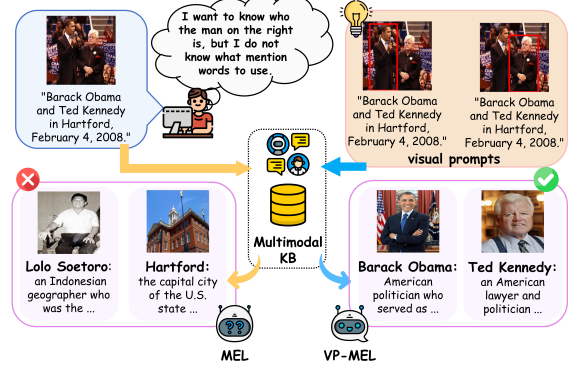 I want to know who
the man on the right
is, but I do not
know what mention
words to use.
"Barack Obama
and Ted Kennedy
in Hartford,
February 4, 2008."
"Barack Obama
and Ted Kennedy
in Hartford,
February 4, 2008."
"Barack Obama
and Ted Kennedy
in Hartford,
February 4, 2008."
visual prompts
Multimodal
KB
Lolo Soetoro:
an Indonesian
geographer who
was the ...
Hartford:
the capital city
of the U.S.
state ...
Barack Obama:
American
politician who
served as ...
Ted Kennedy:
an American
lawyer and
politician ...
??
MEL
VP-MEL